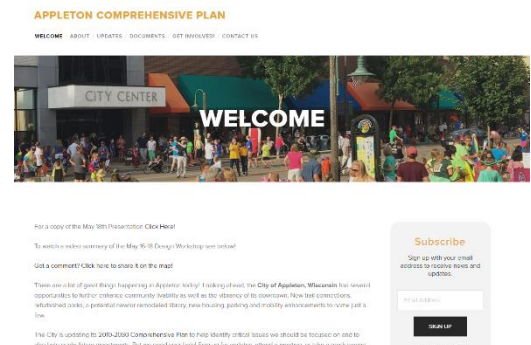 APPLETON COMPREHENSIVE PLAN
WELCOME / ABOUT / UPDATES / DOCUMENTS / GET INVOLVED! / CONTACT US
CITY CENTER
WELCOME
For a copy of the May 18th Presentation Click Here!
To watch a video summary of the May 16-18 Design Workshop see below!
Got a comment? Click here to share it on the map!
There are a lot of great things happening in Appleton today! Looking ahead, the City of Appleton, Wisconsin has several
opportunities to further enhance community livability as well as the vibrancy of its downtown. New trail connections,
refurbished parks, a potential new/or remodeled library, new housing, parking and mobility enhancements to name just a
few.
The City is updating its 2010-2030 Comprehensive Plan to help identify critical issues we should be focused on and to
Subscribe
Sign up with your email
address to receive news and
updates.
Email Address
SIGN UP